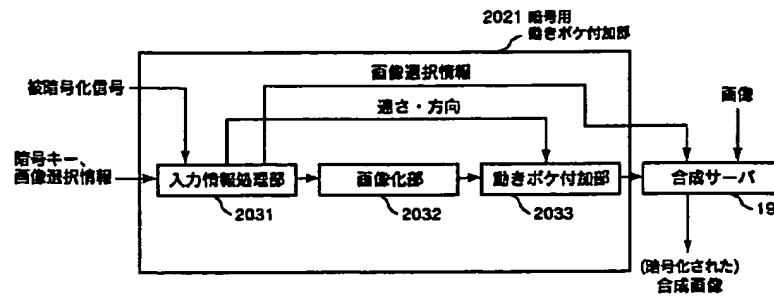 2021 暗号用
動きボケ付加部
画像選択情報
被暗号化信号
速さ・方向
画像
暗号キー、
画像選択情報
入力情報処理部
画像化部
動きボケ付加部
合成サーバ
2031
2032
2033
19
(暗号化された)
合成画像